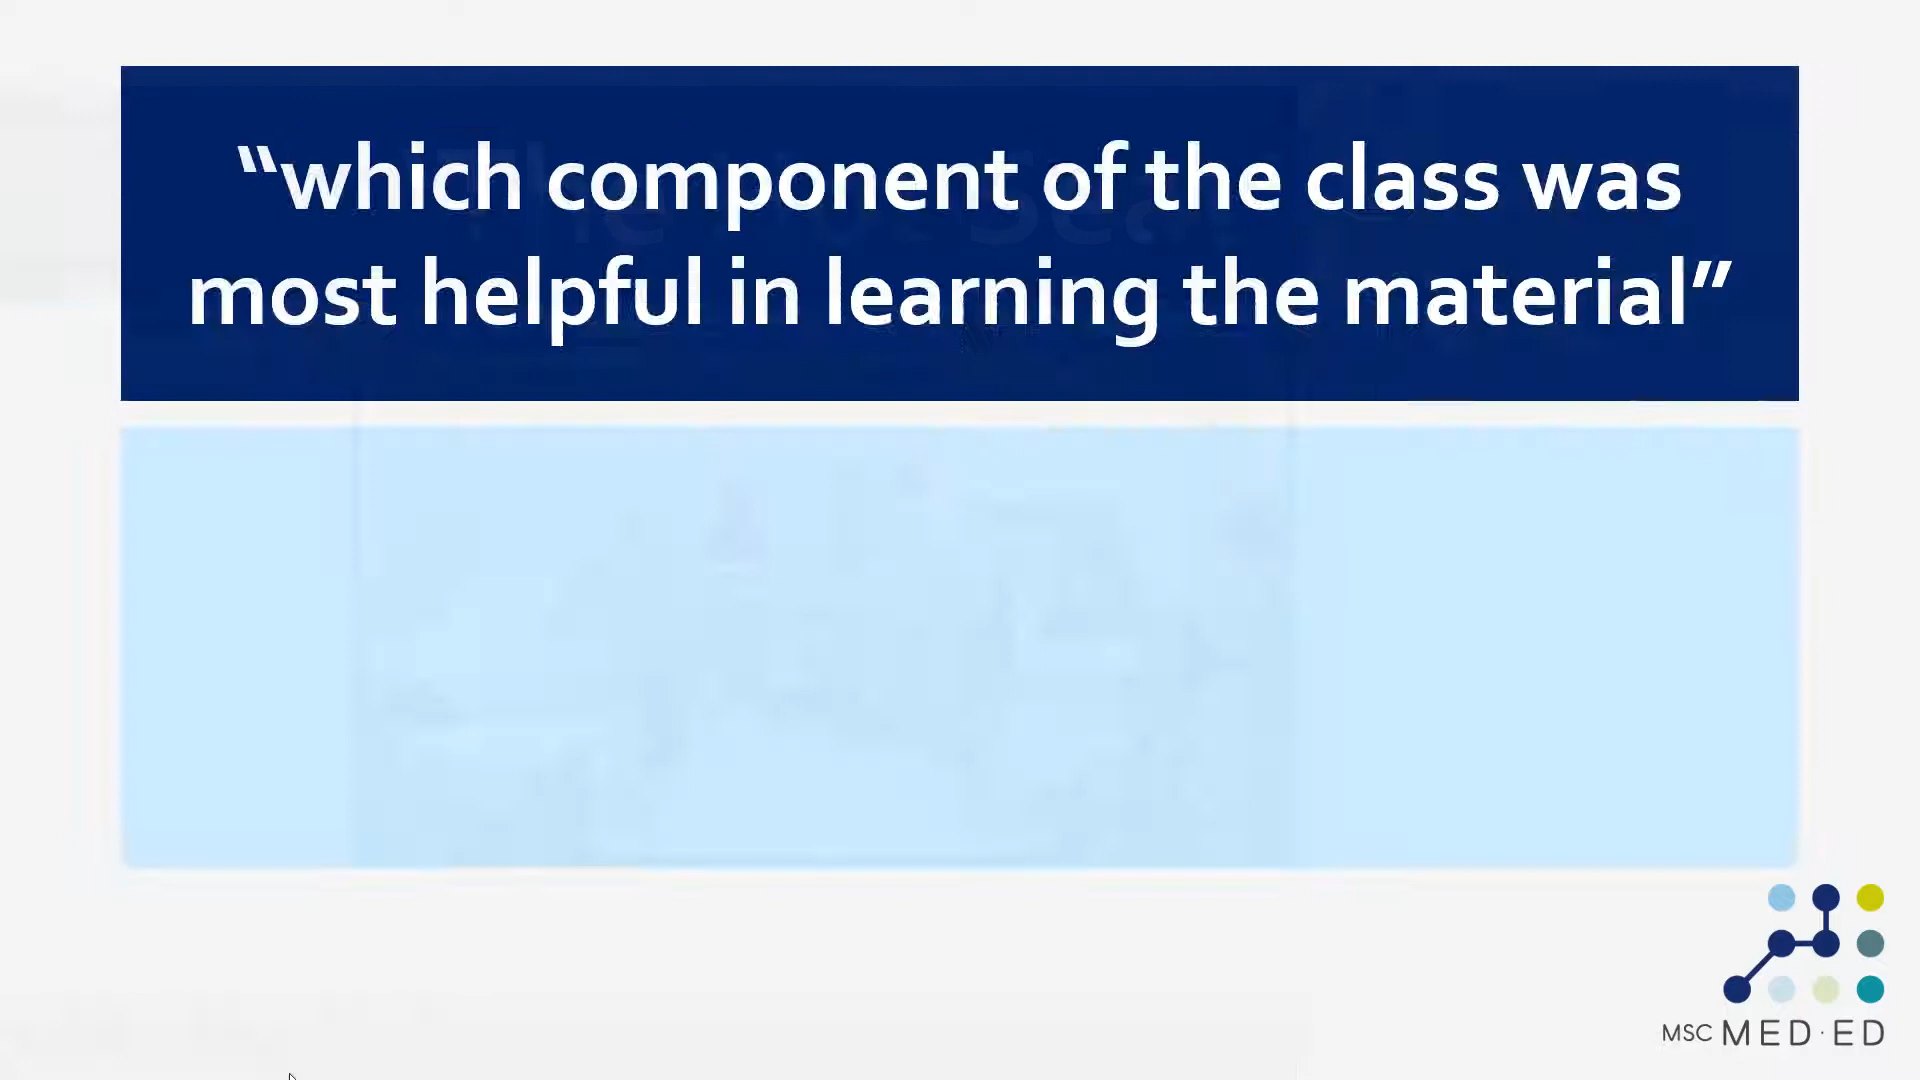 “which component of the class was
most helpful in learning the material”
MSC MED·ED